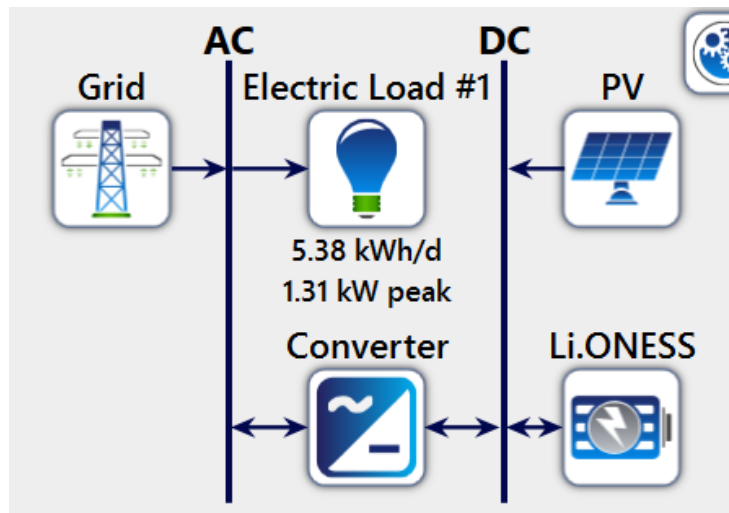 AC
DC
Grid
Electric Load #1
PV
5.38 kWh/d
1.31 kW peak
Converter
Li.ONESS